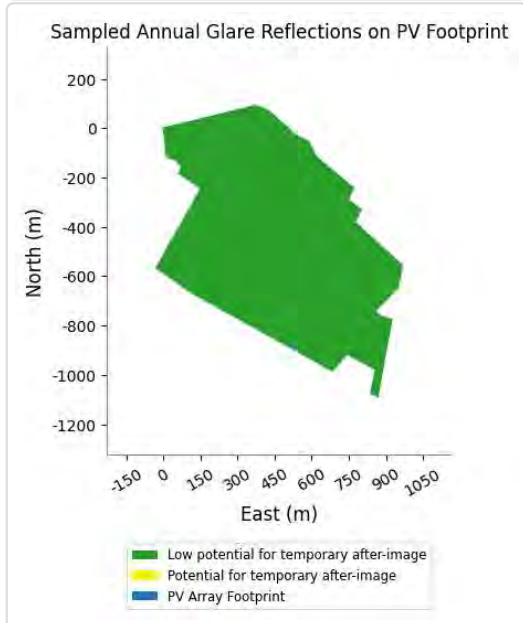 Sampled Annual Glare Reflections on PV Footprint
200
0
-200
-400
-600
-800
-1000
-1200
North (m)
-150 0 150 300 450 600 750 900 1050
East (m)
Low potential for temporary after-image
Potential for temporary after-image
PV Array Footprint